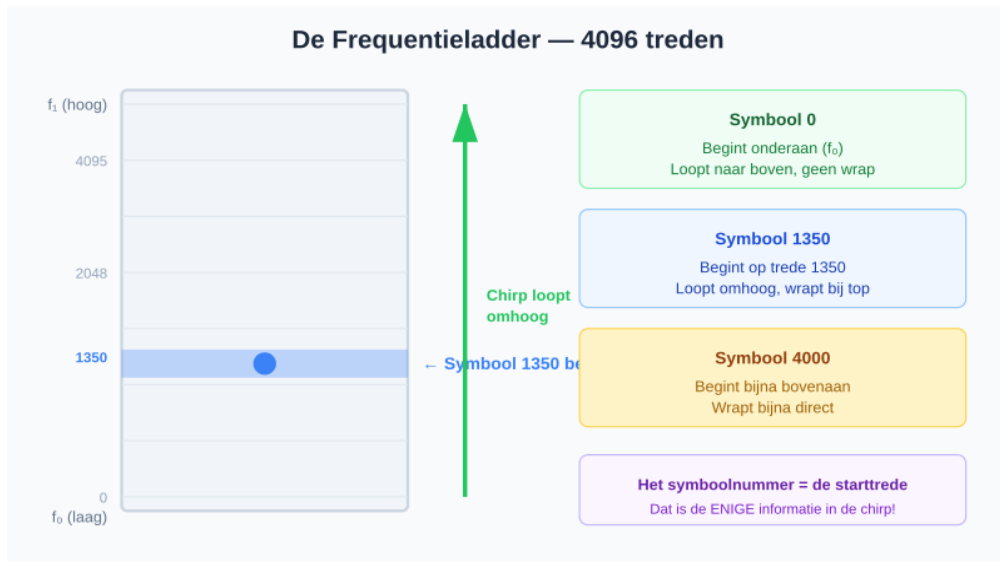 De Frequentieladder — 4096 treden
f₁ (hoog)
4095
2048
1350
0
f₀ (laag)
Chirp loopt
omhoog
← Symbool 1350 be
Symbool 0
Begint onderaan (f₀)
Loopt naar boven, geen wrap
Symbool 1350
Begint op trede 1350
Loopt omhoog, wrapt bij top
Symbool 4000
Begint bijna bovenaan
Wrapt bijna direct
Het symboolnummer = de starttrede
Dat is de ENIGE informatie in de chirp!